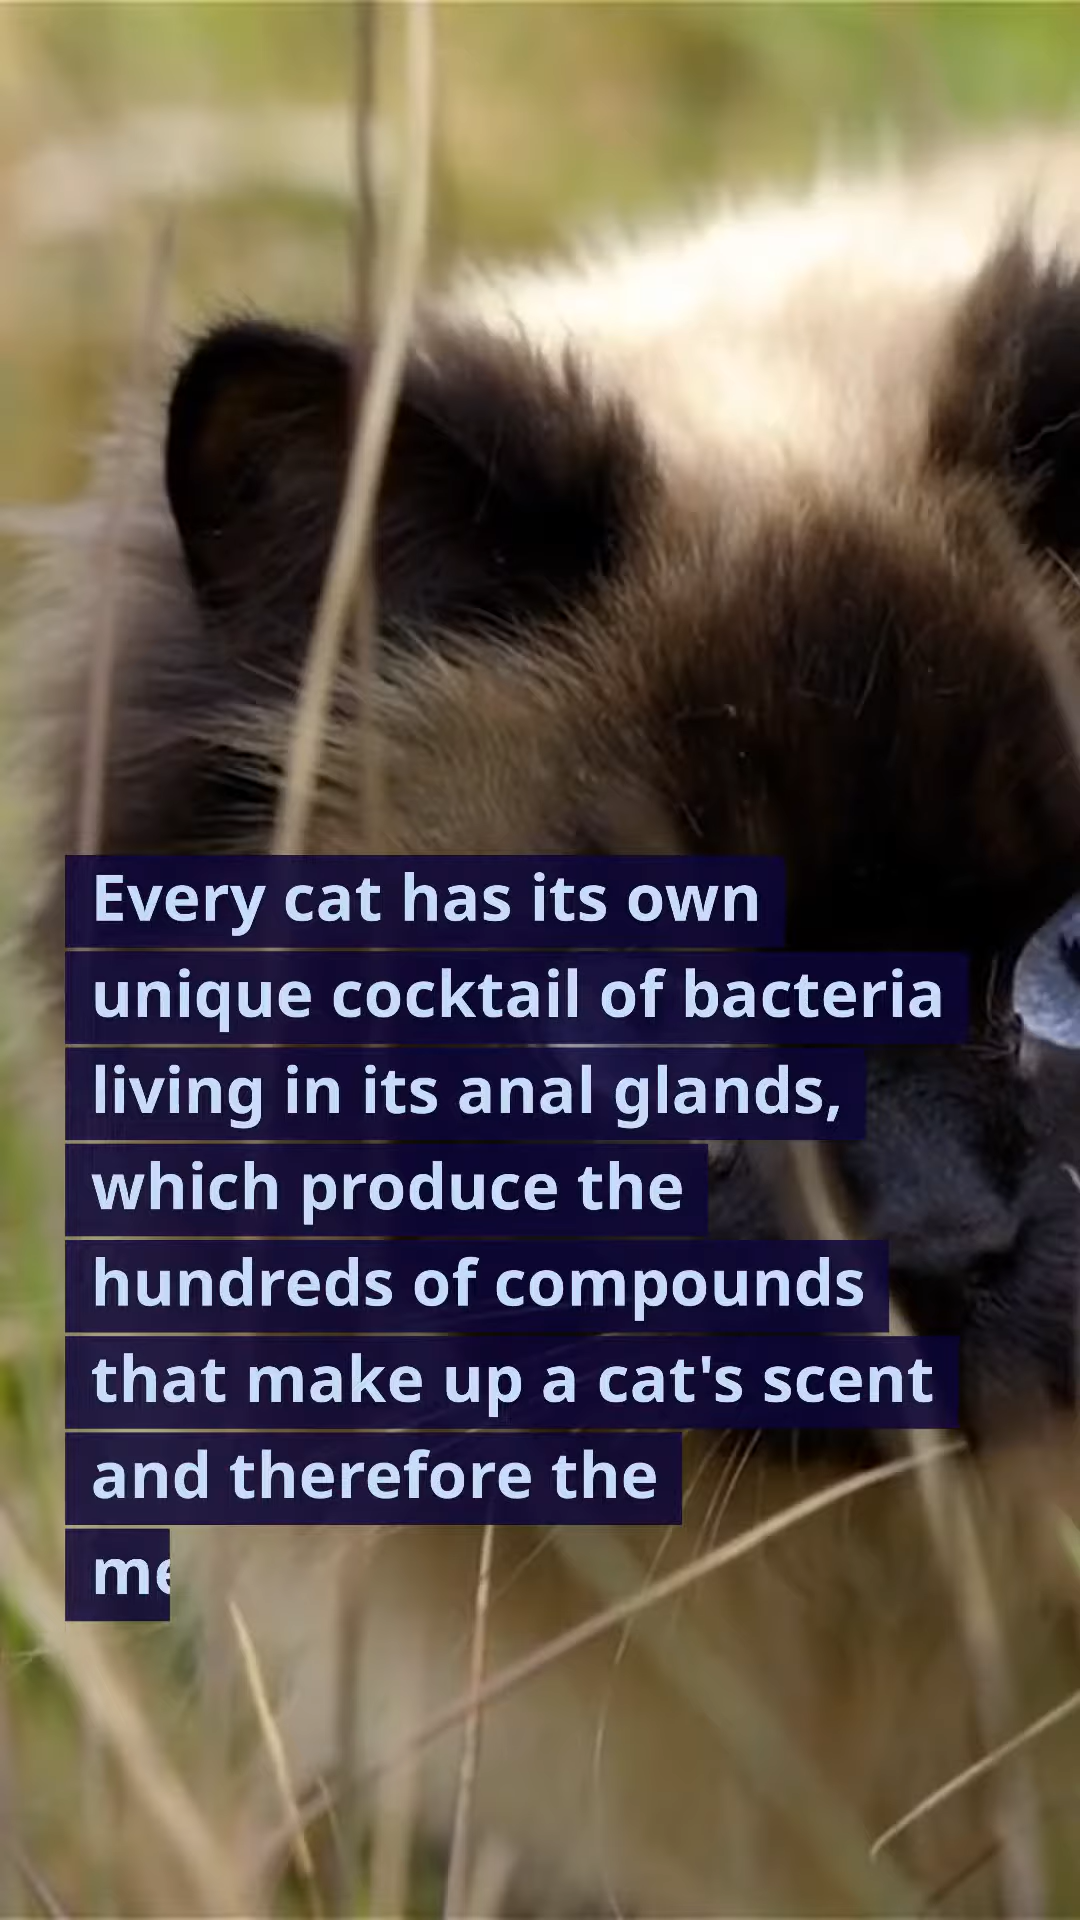 Every cat has its own
unique cocktail of bacteria
living in its anal glands,
which produce the
hundreds of compounds
that make up a cat's scent
and therefore the